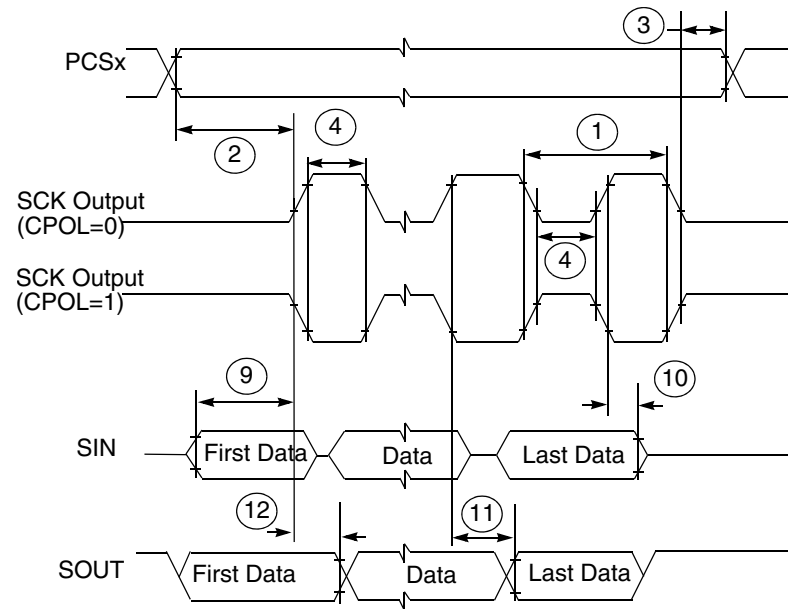 3
PCSx
2
4
1
SCK Output
(CPOL=0)
4
SCK Output
(CPOL=1)
9
10
SIN
First Data
Data
Last Data
12
11
SOUT
First Data
Data
Last Data